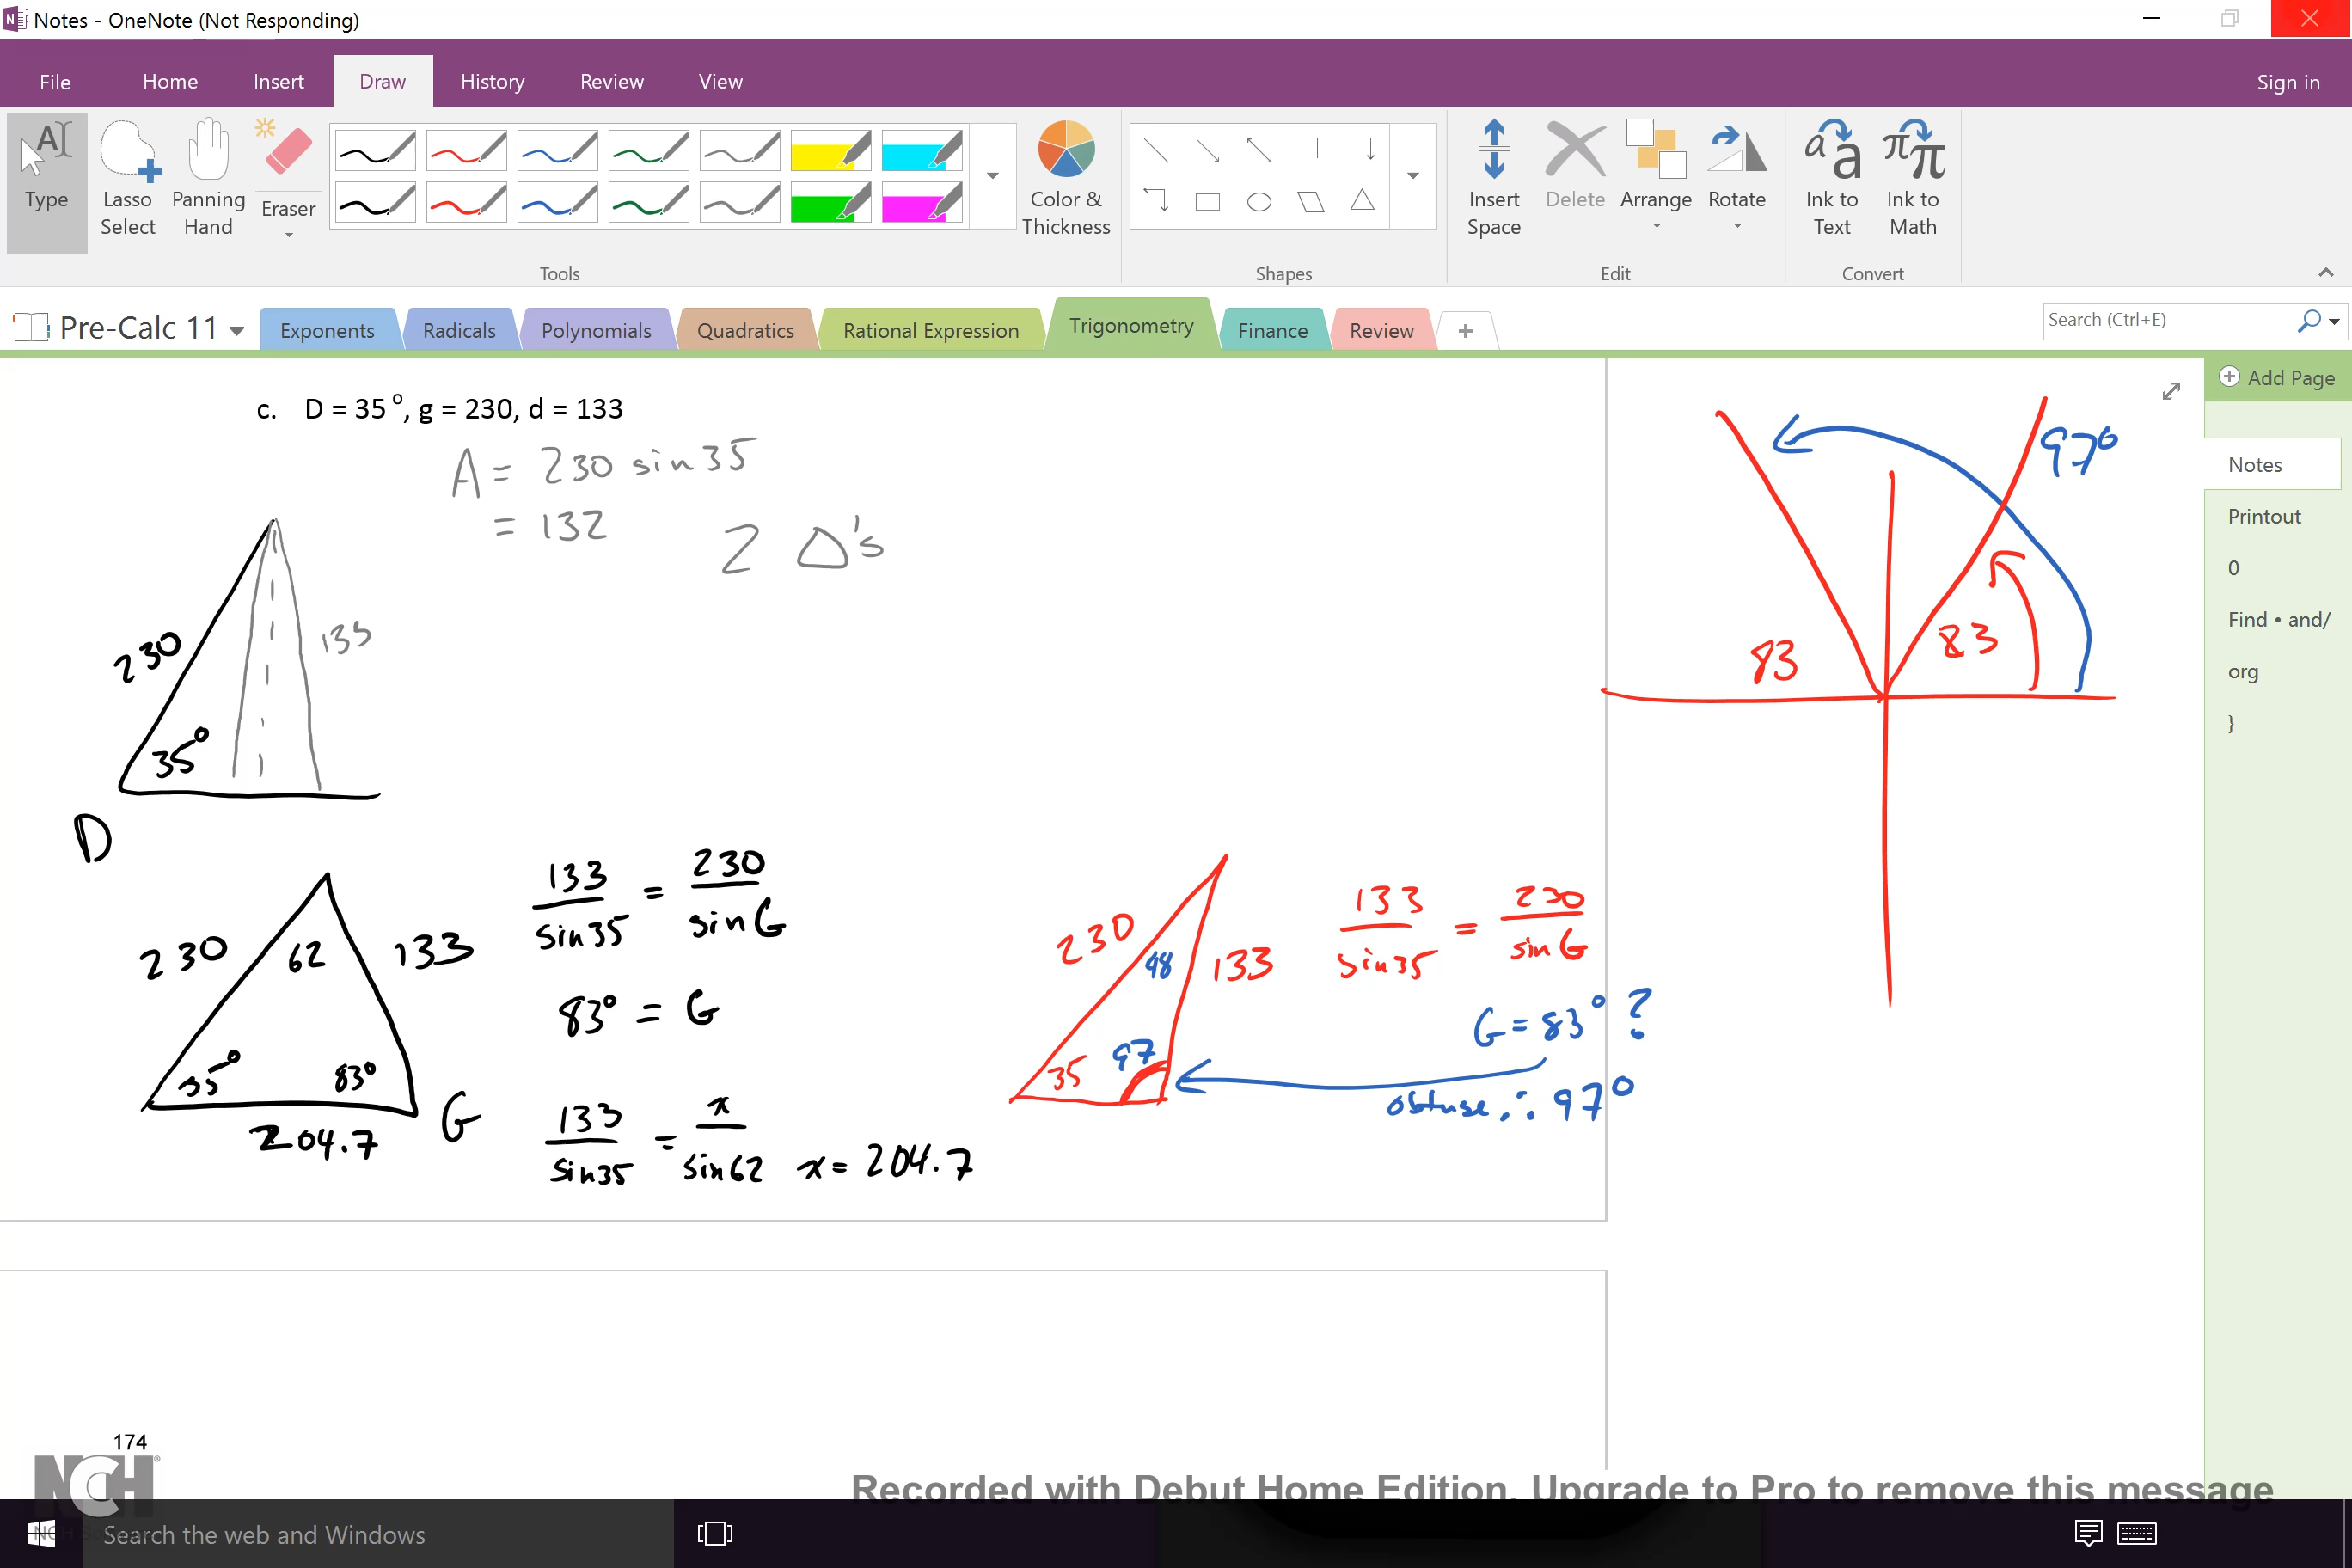 Notes - OneNote (Not Responding)
File Home Insert Draw History Review View Sign in
Type
Lasso Select
Panning Hand
Eraser
Color & Thickness
Insert Space
Delete
Arrange
Rotate
Ink to Text
Ink to Math
Tools Shapes Edit Convert
Pre-Calc 11 Exponents Radicals Polynomials Quadratics Rational Expression Trigonometry Finance Review +
Search (Ctrl+E)
Add Page
Notes
Printout
0
Find • and/
org
}
c. D = 35°, g = 230, d = 133
A = 230 sin 35
= 132
2 Δ's
230
133
35°
D
230
62
133
35°
83°
204.7
G
133/sin35 = 230/sin G
83° = G
133/sin35 = x/sin62 x = 204.7
230
48
133
35
97
133/sin35 = 230/sin G
G = 83° ?
obtuse ∴ 97°
97°
83
83
174
NCH
Recorded with Debut Home Edition. Upgrade to Pro to remove this message
Search the web and Windows